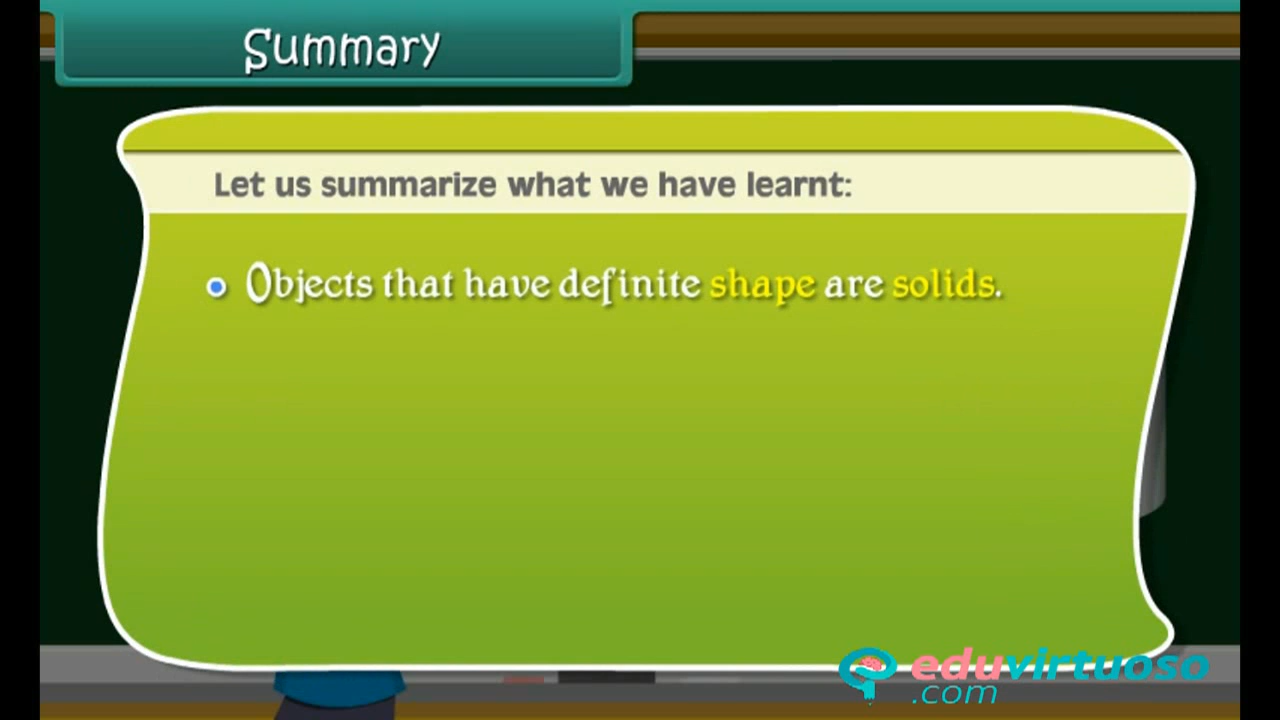 Summary
Let us summarize what we have learnt:
Objects that have definite shape are solids.
eduvirtuoso
.com